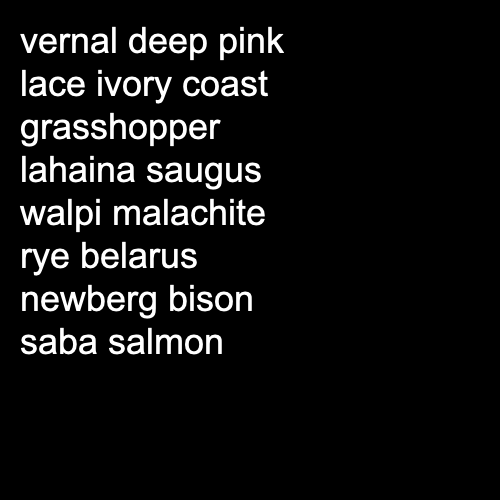 vernal deep pink
lace ivory coast
grasshopper
lahaina saugus
walpi malachite
rye belarus
newberg bison
saba salmon